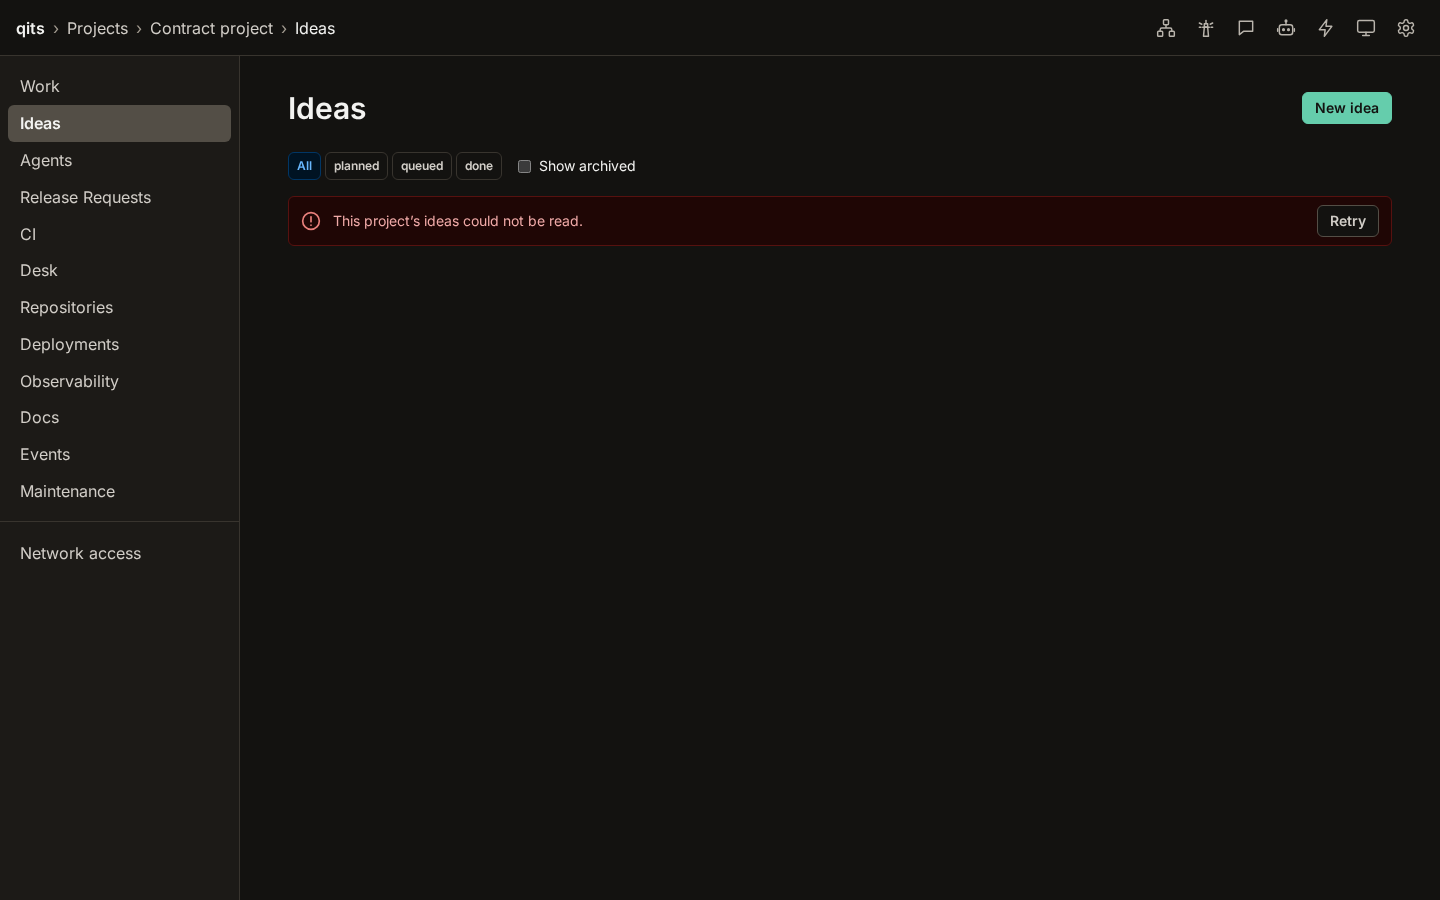 qits › Projects › Contract project › Ideas
Work
Ideas
Agents
Release Requests
CI
Desk
Repositories
Deployments
Observability
Docs
Events
Maintenance
Network access
Ideas
New idea
All planned queued done Show archived
This project’s ideas could not be read.
Retry